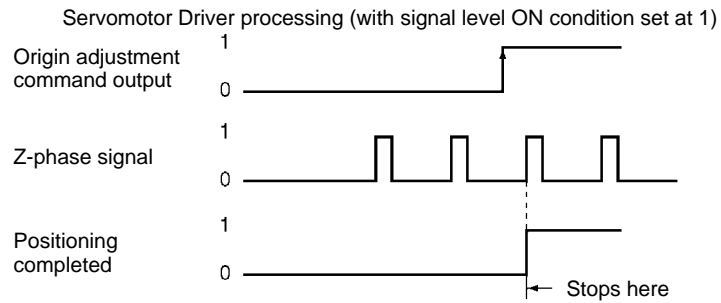 Servomotor Driver processing (with signal level ON condition set at 1)
Origin adjustment
command output
1
0
Z-phase signal
1
0
Positioning
completed
1
0
Stops here